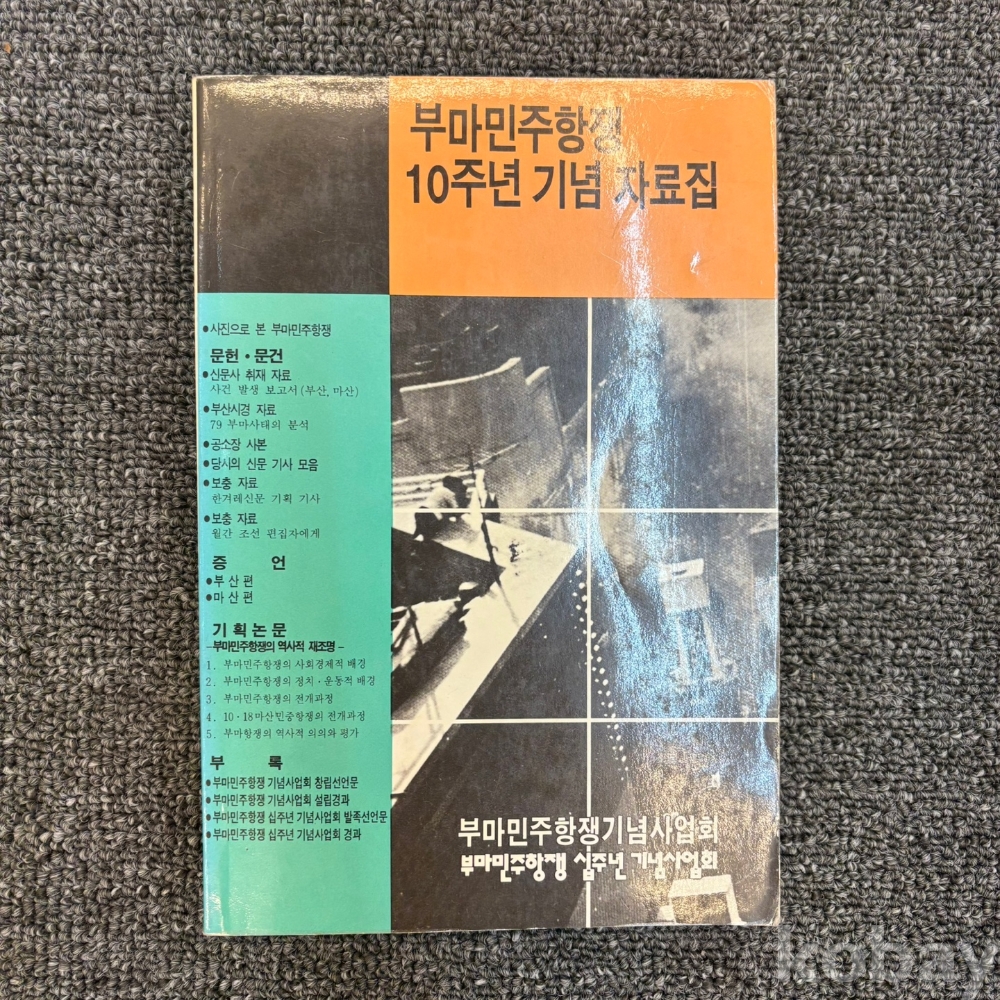 부마민주항쟁
10주년 기념 자료집
●사진으로 본 부마민주항쟁
문헌·문건
●신문사 취재 자료
사건 발생 보고서(부산, 마산)
●부산시경 자료
79 부마사태의 분석
●공소장 사본
●당시의 신문 기사 모음
●보충 자료
한겨레신문 기획 기사
●보충 자료
월간 조선 편집자에게
증 언
●부산편
●마산편
기획논문
-부마민주항쟁의 역사적 재조명-
1. 부마민주항쟁의 사회경제적 배경
2. 부마민주항쟁의 정치·운동적 배경
3. 부마민주항쟁의 전개과정
4. 10·18마산민중항쟁의 전개과정
5. 부마항쟁의 역사적 의의와 평가
부 록
●부마민주항쟁 기념사업회 창립선언문
●부마민주항쟁 기념사업회 설립경과
●부마민주항쟁 십주년 기념사업회 발족선언문
●부마민주항쟁 십주년 기념사업회 경과
부마민주항쟁기념사업회
부마민주항쟁 십주년 기념사업회
kobay